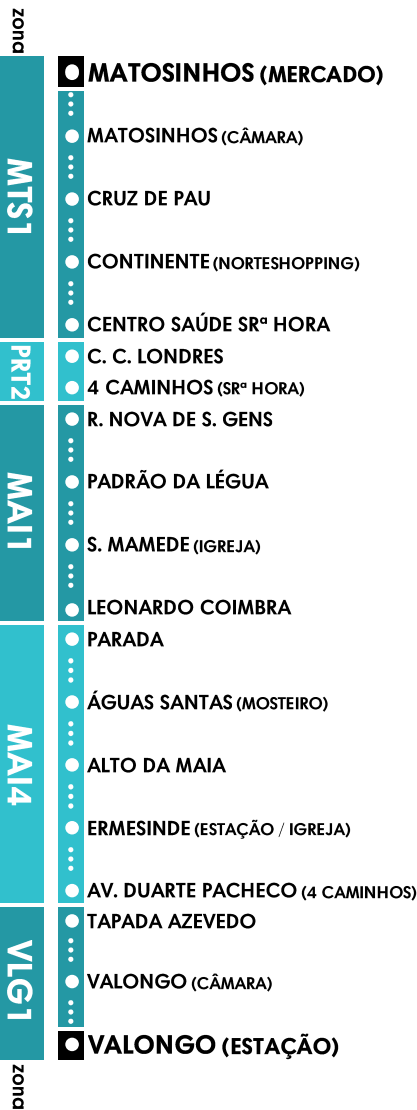 zona
MATOSINHOS (MERCADO)
MTS1
MATOSINHOS (CÂMARA)
CRUZ DE PAU
CONTINENTE (NORTESHOPPING)
CENTRO SAÚDE SRª HORA
PRT2
C. C. LONDRES
4 CAMINHOS (SRª HORA)
MAI1
R. NOVA DE S. GENS
PADRÃO DA LÉGUA
S. MAMEDE (IGREJA)
LEONARDO COIMBRA
MAI4
PARADA
ÁGUAS SANTAS (MOSTEIRO)
ALTO DA MAIA
ERMESINDE (ESTAÇÃO / IGREJA)
AV. DUARTE PACHECO (4 CAMINHOS)
VLG1
TAPADA AZEVEDO
VALONGO (CÂMARA)
VALONGO (ESTAÇÃO)
zona